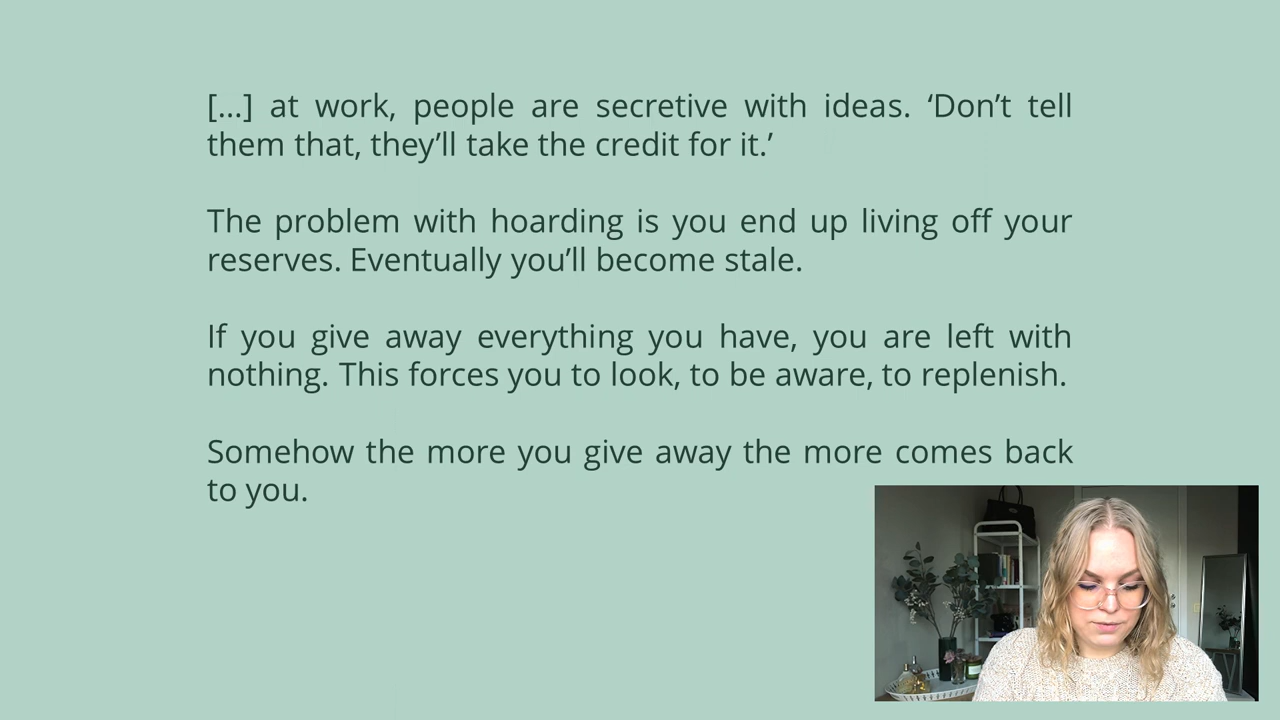 [...] at work, people are secretive with ideas. ‘Don’t tell
them that, they’ll take the credit for it.’
The problem with hoarding is you end up living off your
reserves. Eventually you’ll become stale.
If you give away everything you have, you are left with
nothing. This forces you to look, to be aware, to replenish.
Somehow the more you give away the more comes back
to you.